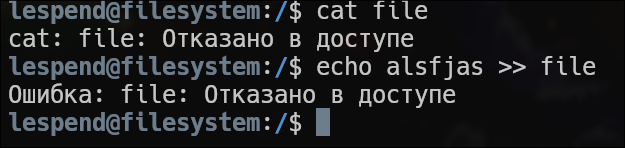 lespend@filesystem:/$ cat file
cat: file: Отказано в доступе
lespend@filesystem:/$ echo alsfjas >> file
Ошибка: file: Отказано в доступе
lespend@filesystem:/$